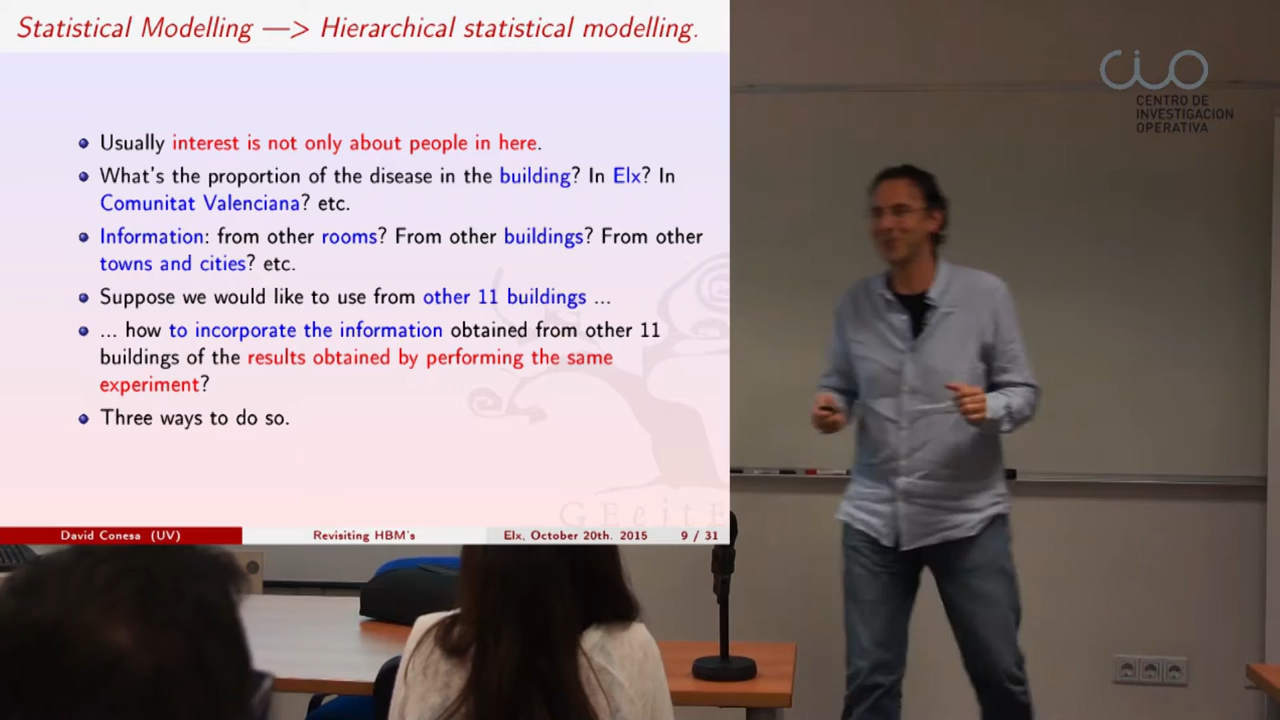 Statistical Modelling —> Hierarchical statistical modelling.
Usually interest is not only about people in here.
What's the proportion of the disease in the building? In Elx? In
Comunitat Valenciana? etc.
Information: from other rooms? From other buildings? From other
towns and cities? etc.
Suppose we would like to use from other 11 buildings ...
... how to incorporate the information obtained from other 11
buildings of the results obtained by performing the same
experiment?
Three ways to do so.
GEeitE
David Conesa (UV) Revisiting HBM's Elx, October 20th. 2015 9 / 31
CIO
CENTRO DE
INVESTIGACION
OPERATIVA